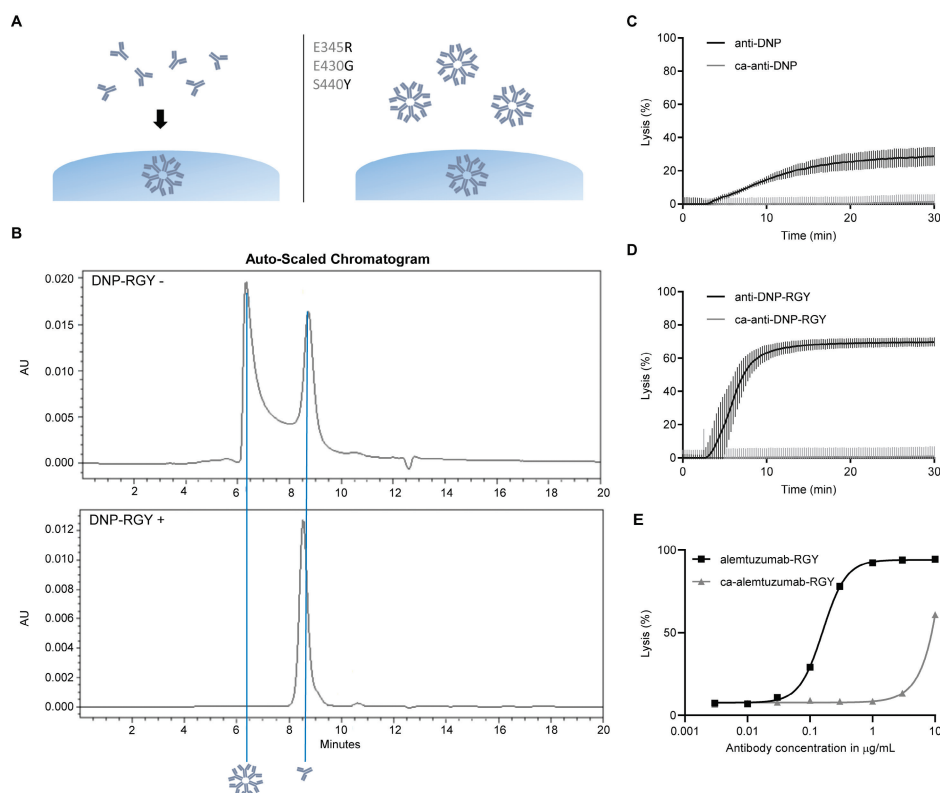 A
E345R
E430G
S440Y
B
Auto-Scaled Chromatogram
DNP-RGY -
0.020
0.015
0.010
0.005
0.000
AU
2 4 6 8 10 12 14 16 18 20
DNP-RGY +
0.012
0.010
0.008
0.006
0.004
0.002
0.000
AU
2 4 6 8 10 12 14 16 18 20
Minutes
C
100
80
60
40
20
0
Lysis (%)
anti-DNP
ca-anti-DNP
0 10 20 30
Time (min)
D
100
80
60
40
20
0
Lysis (%)
anti-DNP-RGY
ca-anti-DNP-RGY
0 10 20 30
Time (min)
E
100
50
0
Lysis (%)
alemtuzumab-RGY
ca-alemtuzumab-RGY
0.001 0.01 0.1 1 10
Antibody concentration in µg/mL